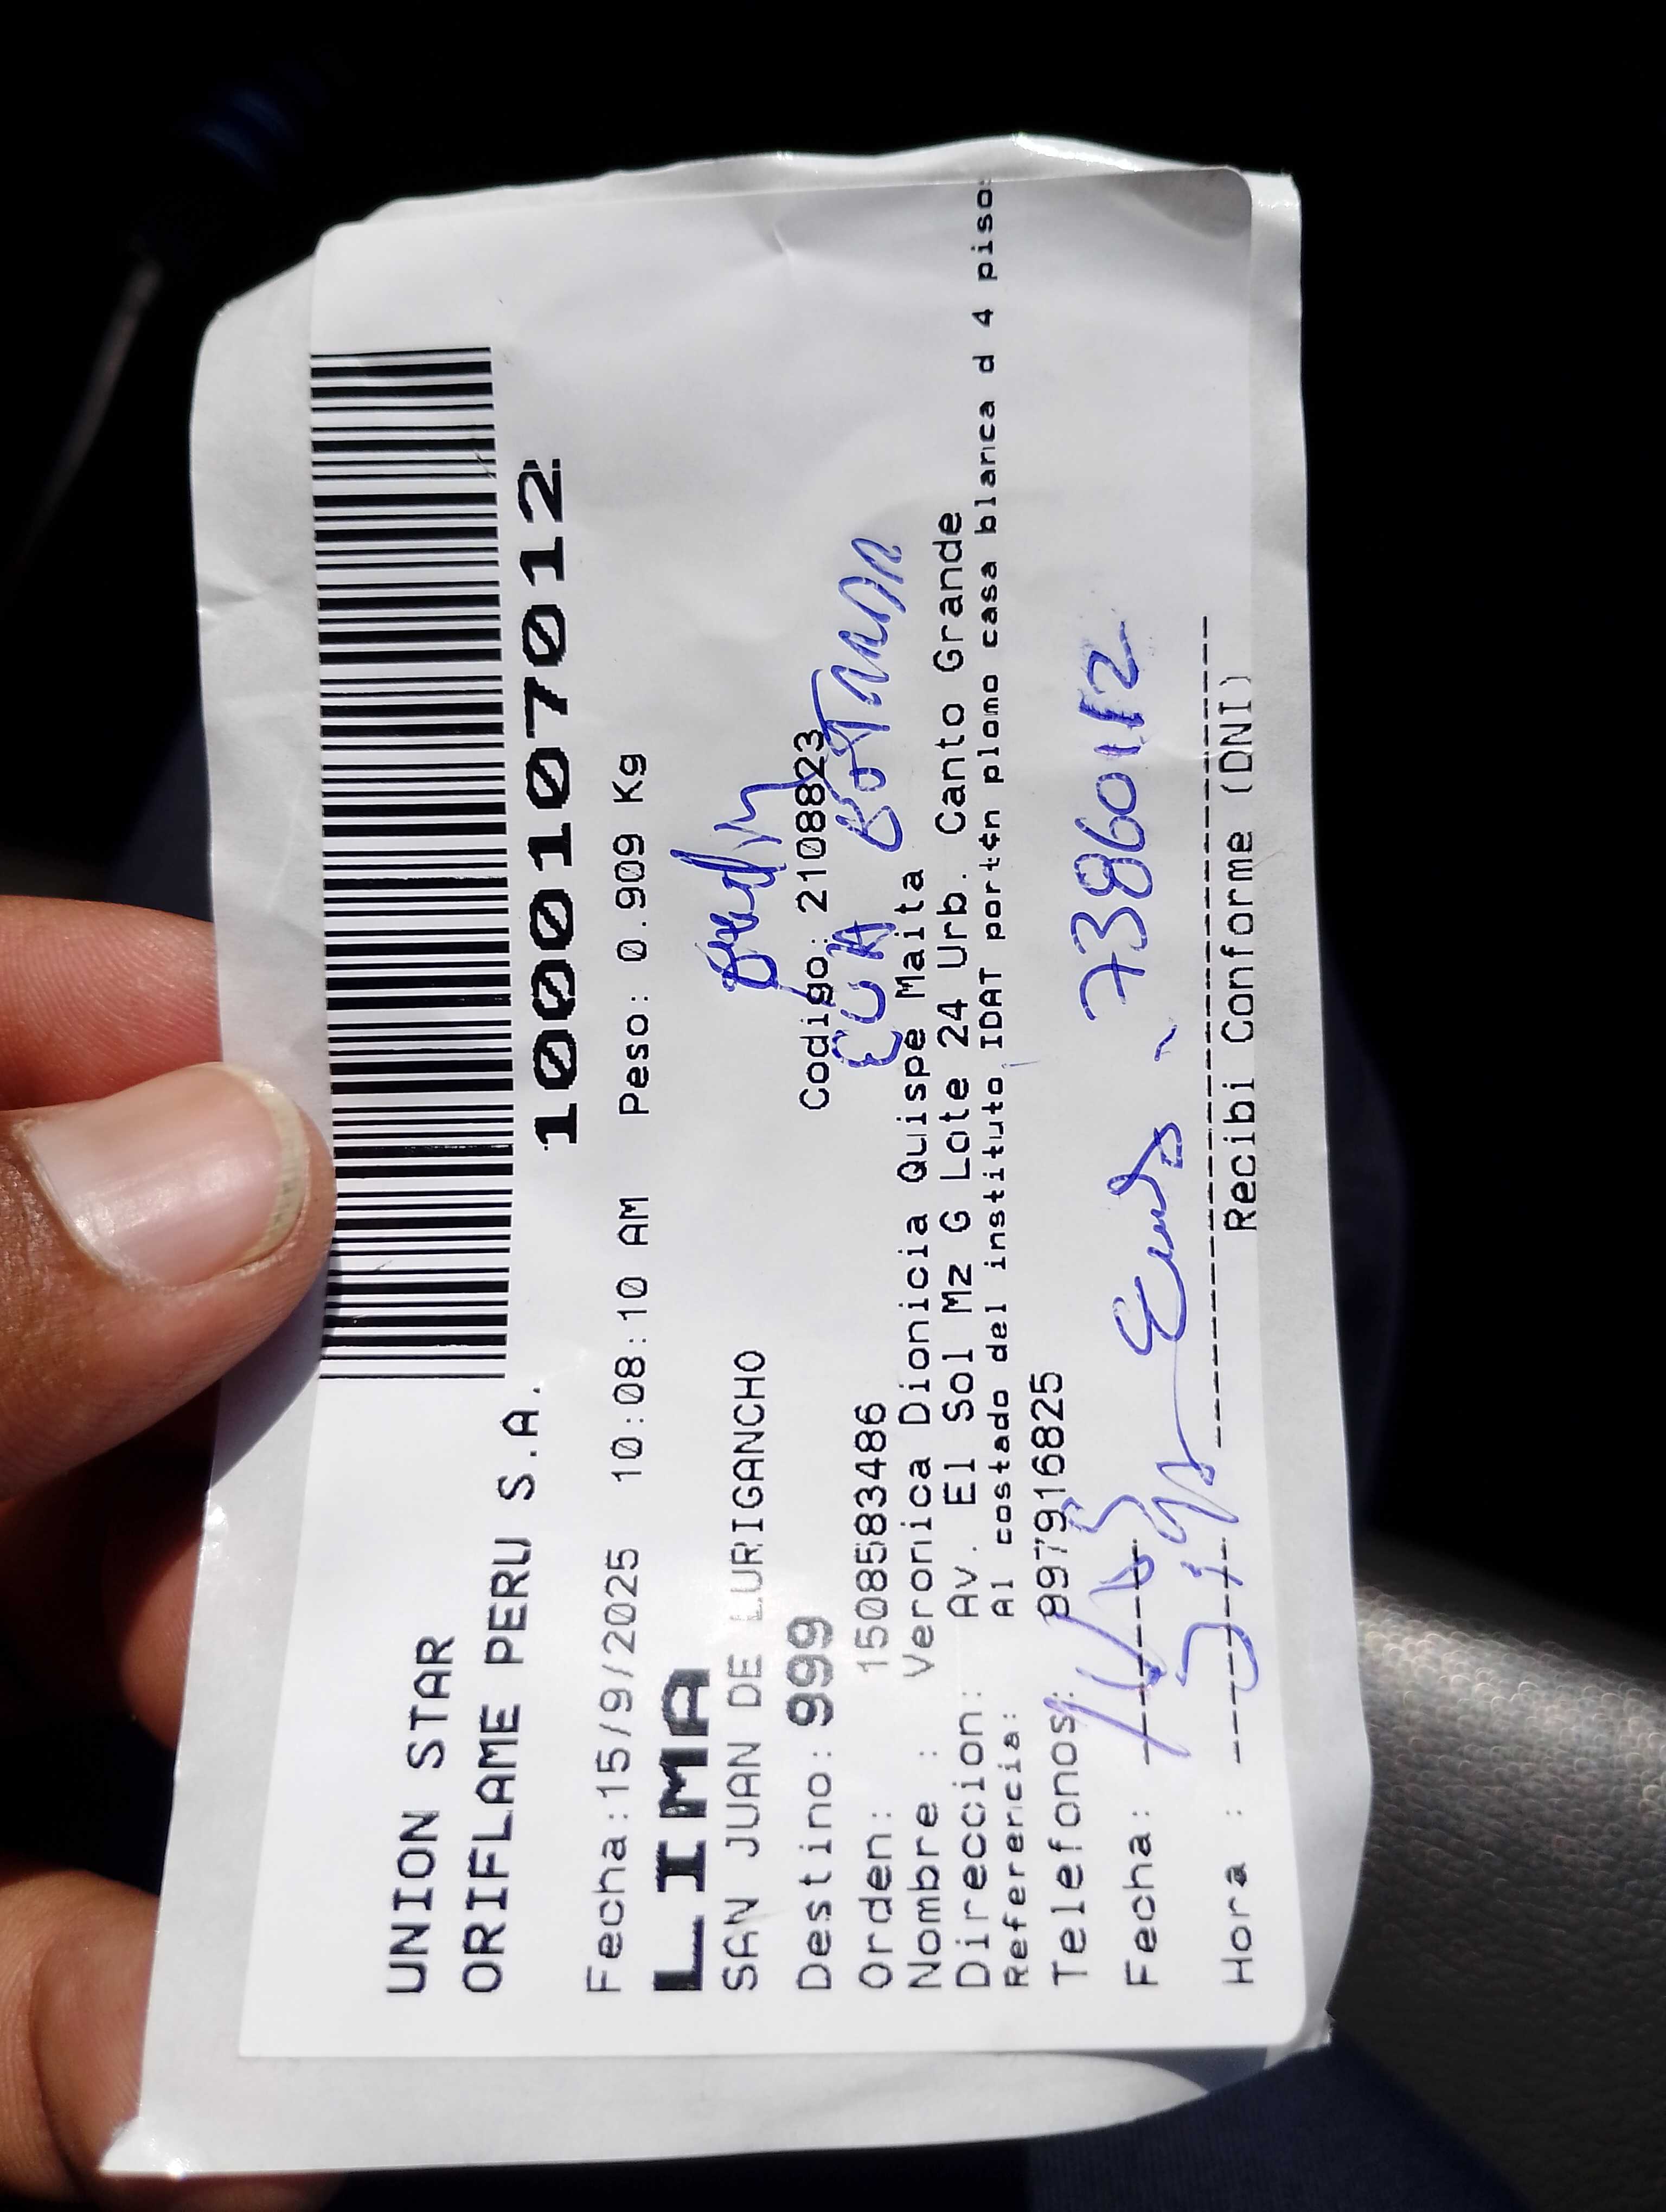 UNION STAR
ORIFLAME PERU S.A.
1000107012
Fecha:15/9/2025 10:08:10 AM Peso: 0.909 Kg
LIMA
SAN JUAN DE LURIGANCHO
Destino: 999 Codigo: 2108823
Orden: 1508583486
Nombre : Veronica Dionicia Quispe Maita
Direccion: Av. El Sol Mz G Lote 24 Urb. Canto Grande
Referencia: Al costado del instituto IDAT port¢n plomo casa blanca d 4 pisos
Telefonos:
Fecha:
73860112
Hora :
Recibi Conforme (DNI)